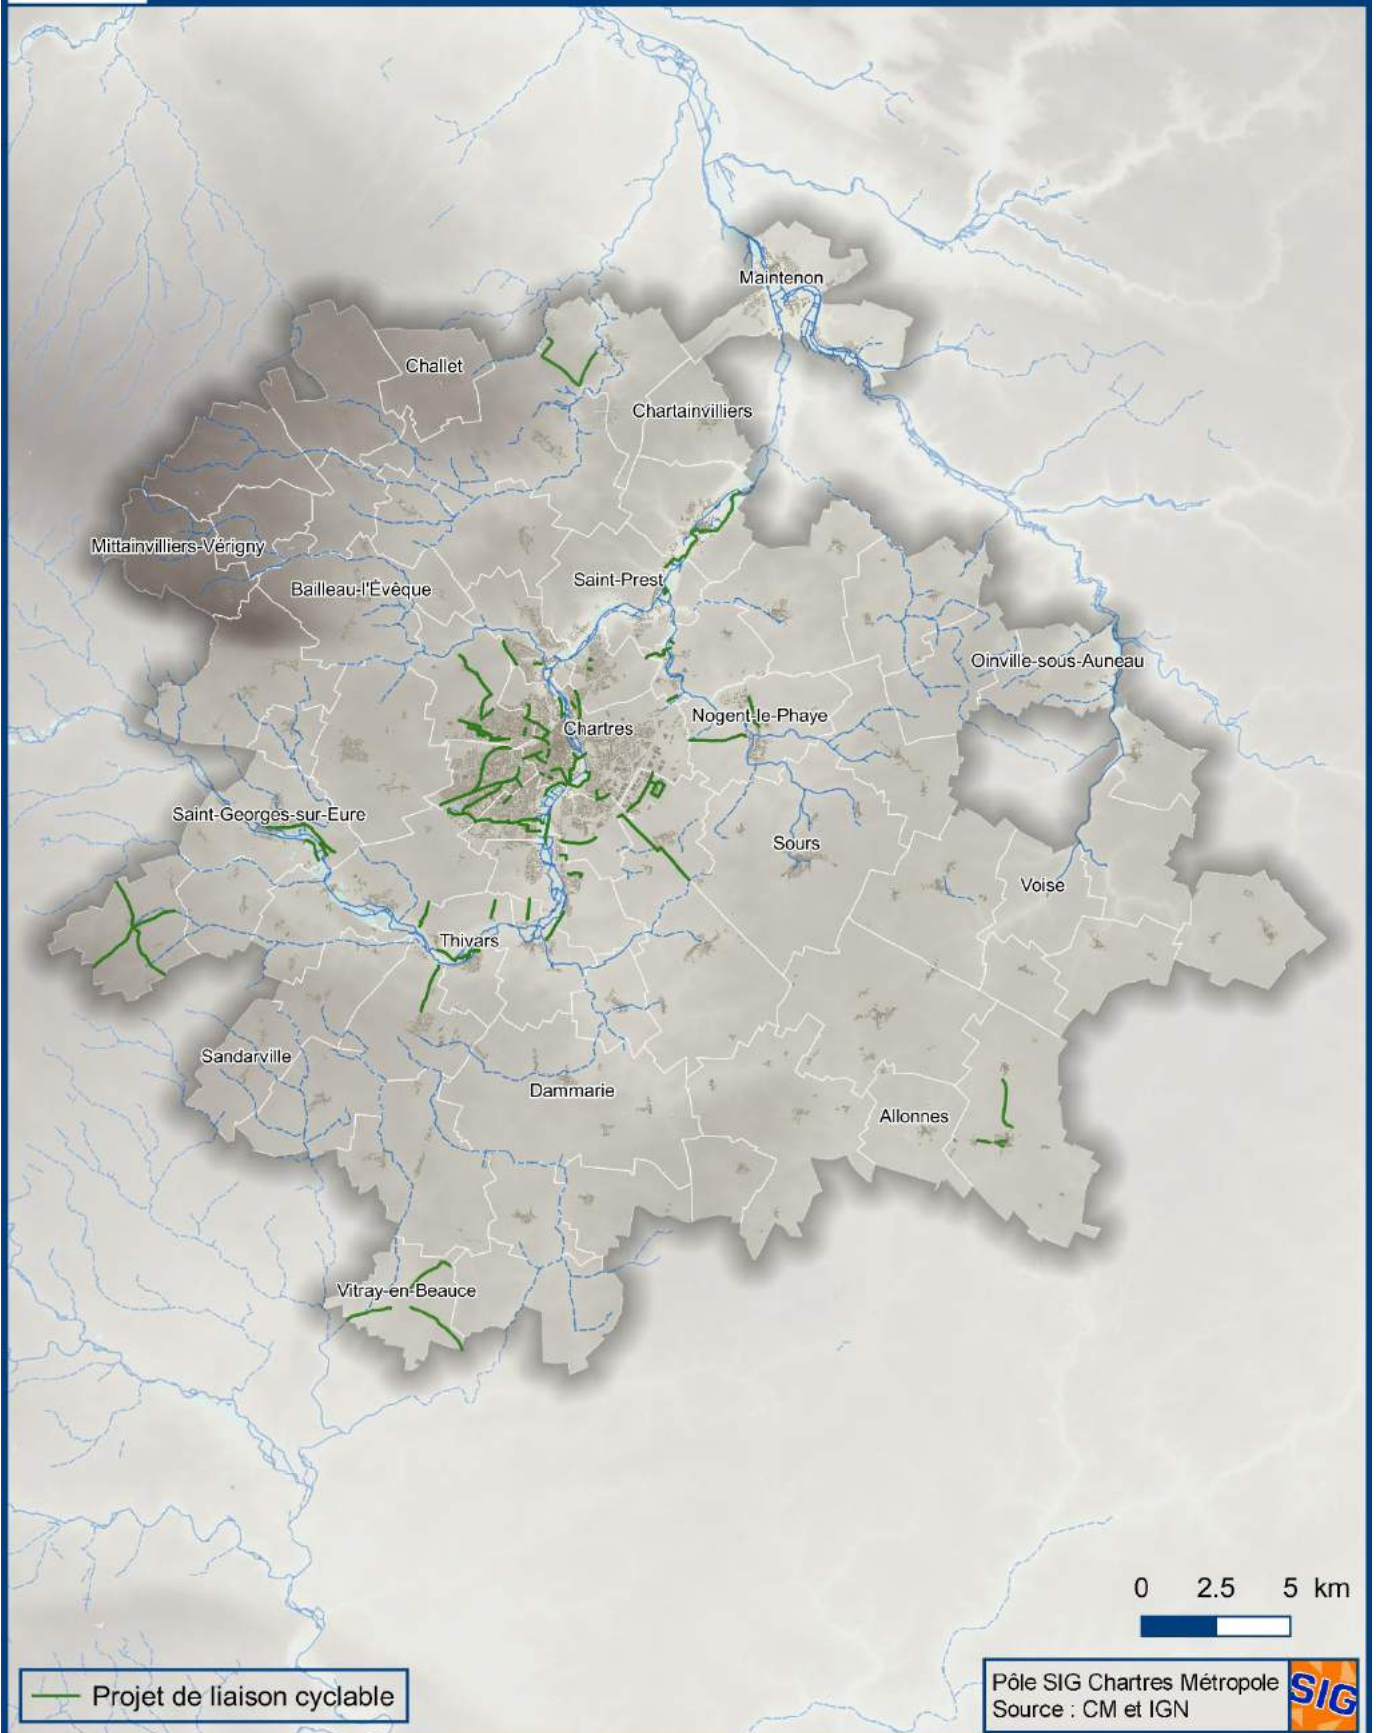 Maintenon
Challet
Chartainvilliers
Mittainvilliers-Vérigny
Saint-Prest
Bailleau-l'Évêque
Oinville-sous-Auneau
Nogent-le-Phaye
Chartres
Saint-Georges-sur-Eure
Sours
Voise
Thivars
Sandarville
Dammarie
Allonnes
Vitray-en-Beauce
0 2.5 5 km
Projet de liaison cyclable
Pôle SIG Chartres Métropole
Source : CM et IGN
SIG